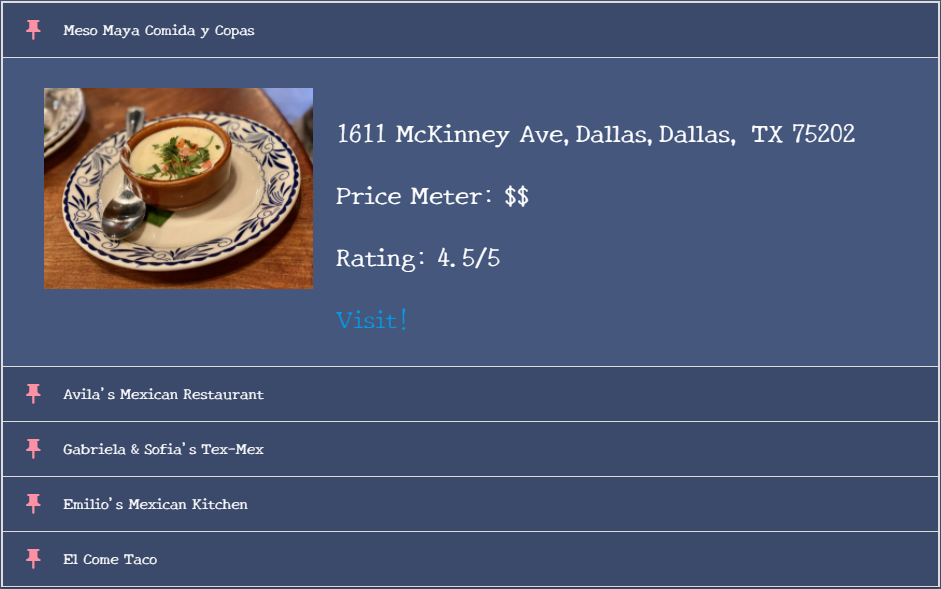 Meso Maya Comida y Copas
1611 McKinney Ave, Dallas, Dallas, TX 75202
Price Meter: $$
Rating: 4.5/5
Visit!
Avila's Mexican Restaurant
Gabriela & Sofia's Tex-Mex
Emilio's Mexican Kitchen
El Come Taco